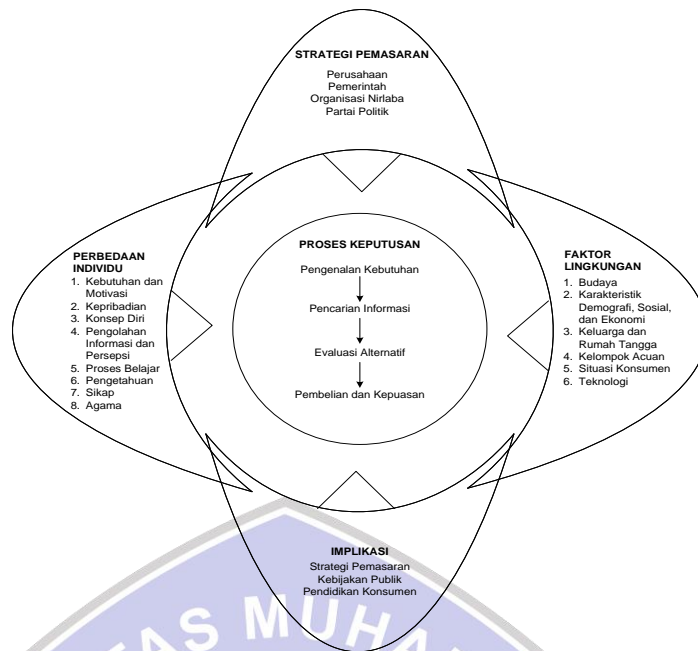 STRATEGI PEMASARAN
Perusahaan
Pemerintah
Organisasi Nirlaba
Partai Politik
PERBEDAAN
INDIVIDU
1. Kebutuhan dan
Motivasi
2. Kepribadian
3. Konsep Diri
4. Pengolahan
Informasi dan
Persepsi
5. Proses Belajar
6. Pengetahuan
7. Sikap
8. Agama
PROSES KEPUTUSAN
Pengenalan Kebutuhan
Pencarian Informasi
Evaluasi Alternatif
Pembelian dan Kepuasan
FAKTOR
LINGKUNGAN
1. Budaya
2. Karakteristik
Demografi, Sosial,
dan Ekonomi
3. Keluarga dan
Rumah Tangga
4. Kelompok Acuan
5. Situasi Konsumen
6. Teknologi
IMPLIKASI
Strategi Pemasaran
Kebijakan Publik
Pendidikan Konsumen